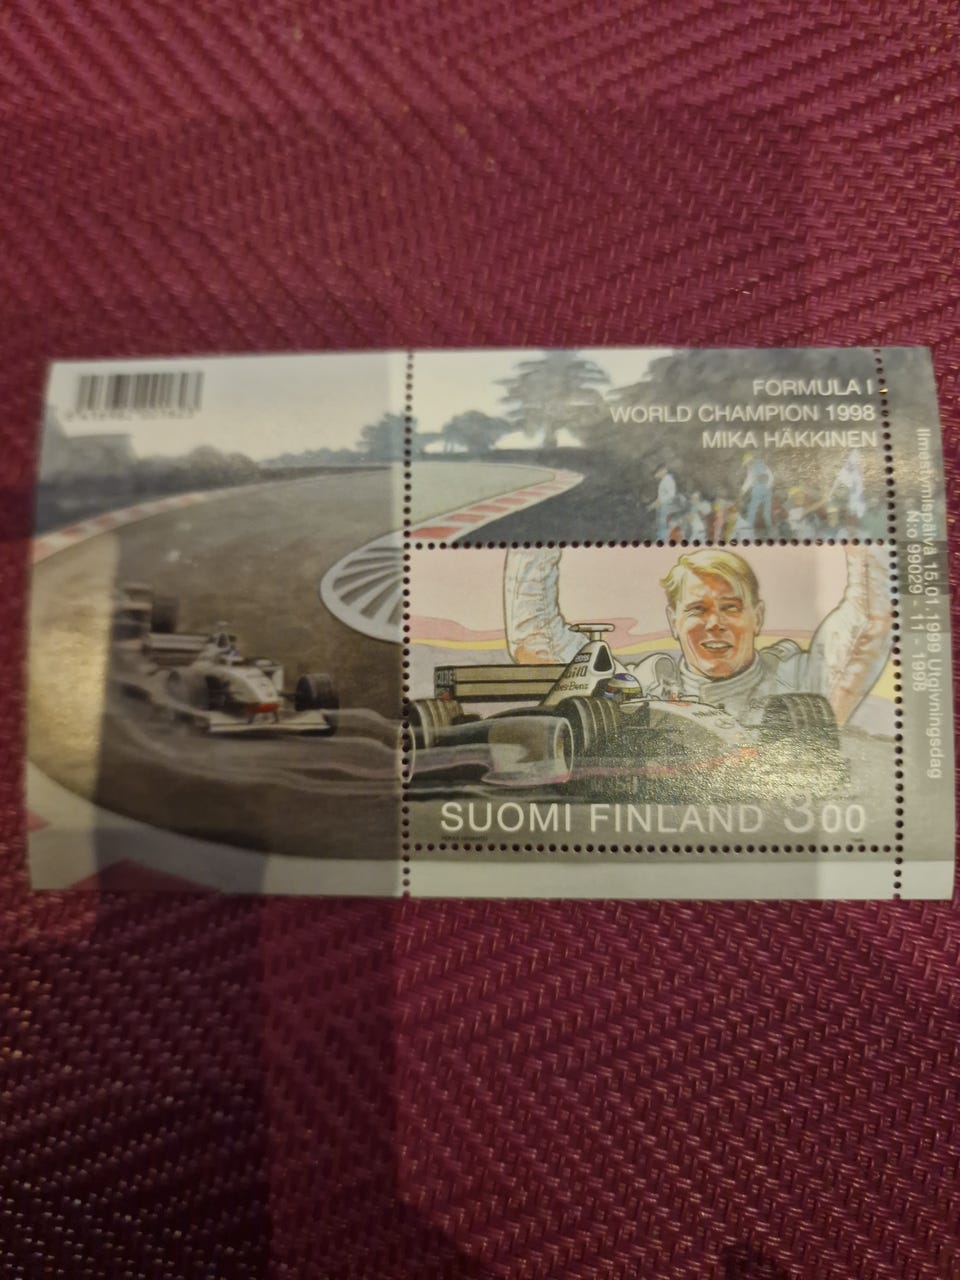 FORMULA I
WORLD CHAMPION 1998
MIKA HÄKKINEN
SUOMI FINLAND 3.00
Ilmestymispäivä 15.01.1999 Utgivningsdag
N:o 99029 - 11 - 1998